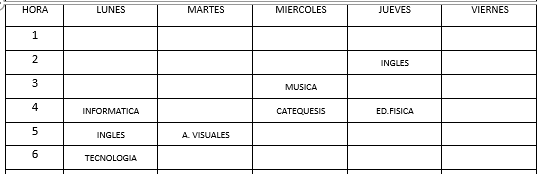 HORA LUNES MARTES MIERCOLES JUEVES VIERNES
1
2 INGLES
3 MUSICA
4 INFORMATICA CATEQUESIS ED.FISICA
5 INGLES A. VISUALES
6 TECNOLOGIA